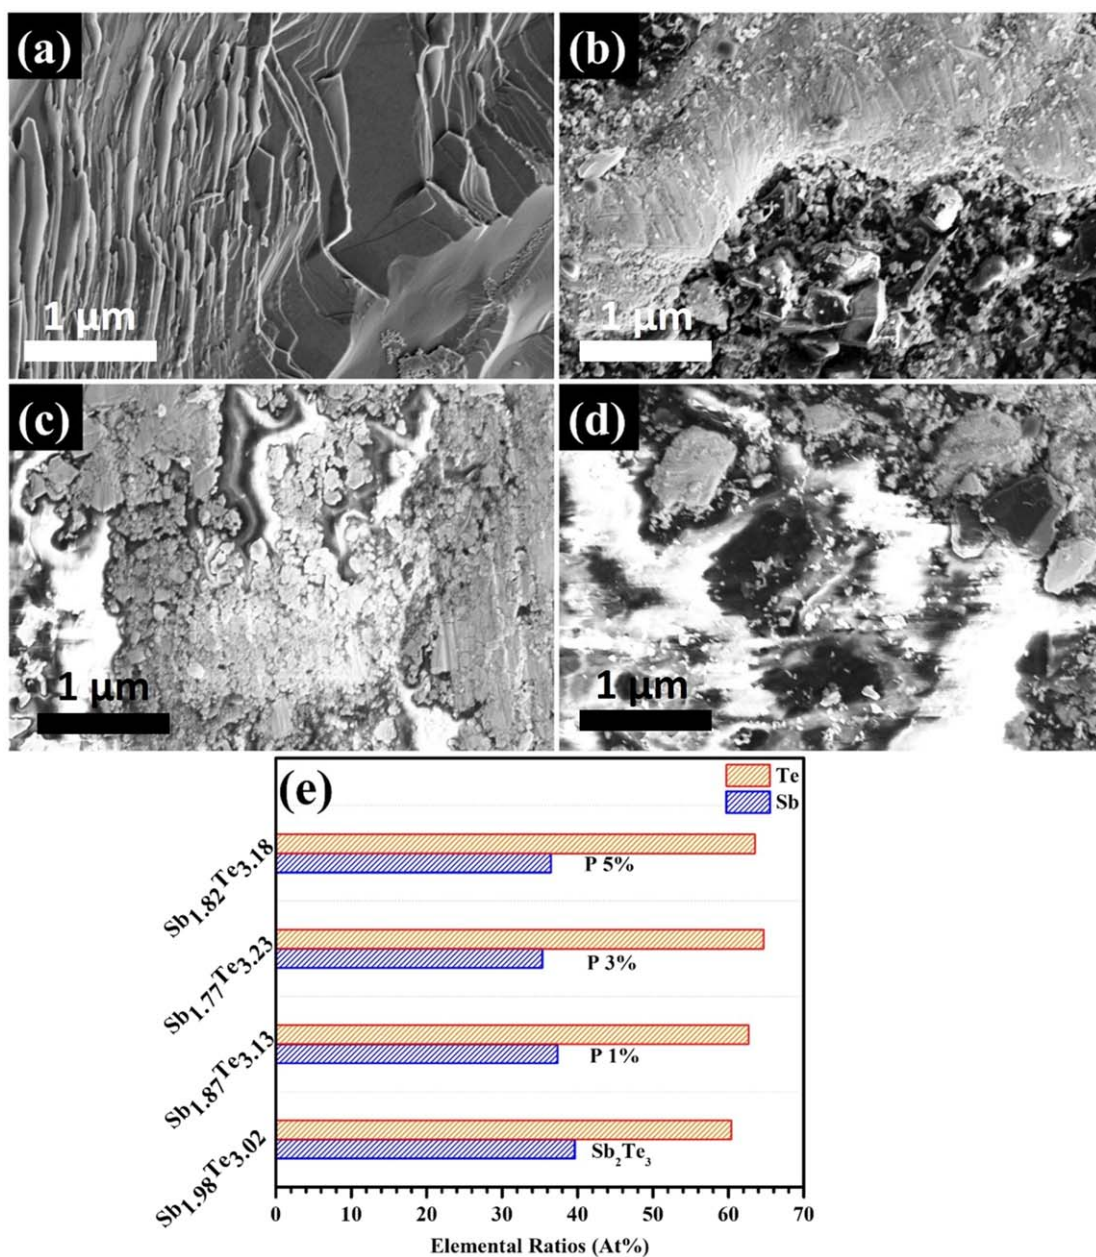 (a)
(b)
1 μm
1 μm
(c)
(d)
1 μm
1 μm
(e)
Te
Sb
Sb1.82Te3.18
P 5%
Sb1.77Te3.23
P 3%
Sb1.87Te3.13
P 1%
Sb1.98Te3.02
Sb₂Te₃
0 10 20 30 40 50 60 70
Elemental Ratios (At%)